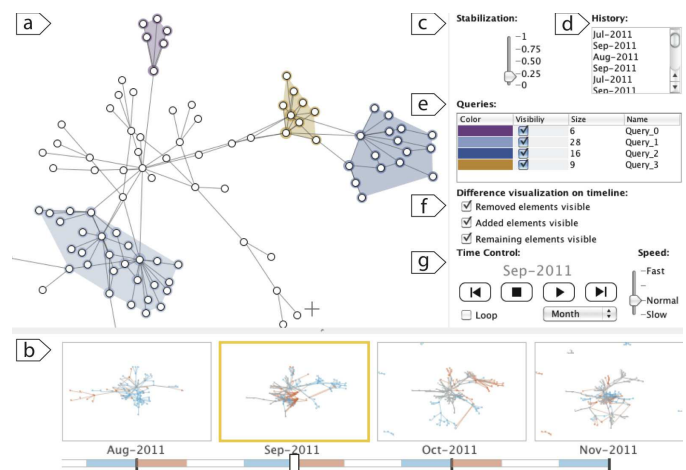 a
c
Stabilization:
1
0.75
0.50
0.25
0
d
History:
Jul-2011
Sep-2011
Aug-2011
Sep-2011
Jul-2011
Sep-2011
e
Queries:
Color Visibiliy Size Name
6 Query_0
28 Query_1
16 Query_2
9 Query_3
f
Difference visualization on timeline:
Removed elements visible
Added elements visible
Remaining elements visible
g
Time Control: Speed:
Sep-2011
Fast
Normal
Slow
Loop Month
b
Aug-2011 Sep-2011 Oct-2011 Nov-2011